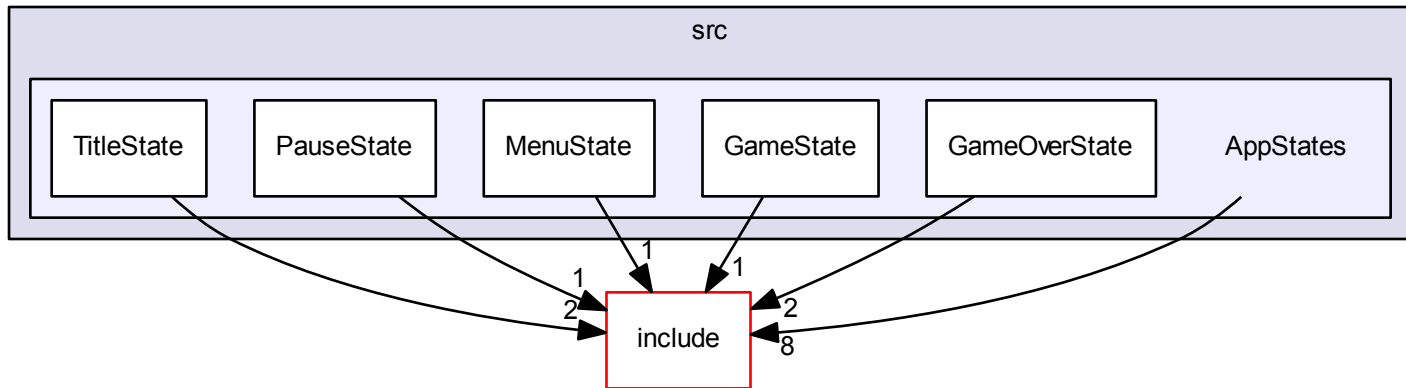 src
TitleState
PauseState
MenuState
GameState
GameOverState
AppStates
1
1
1
2
2
8
include